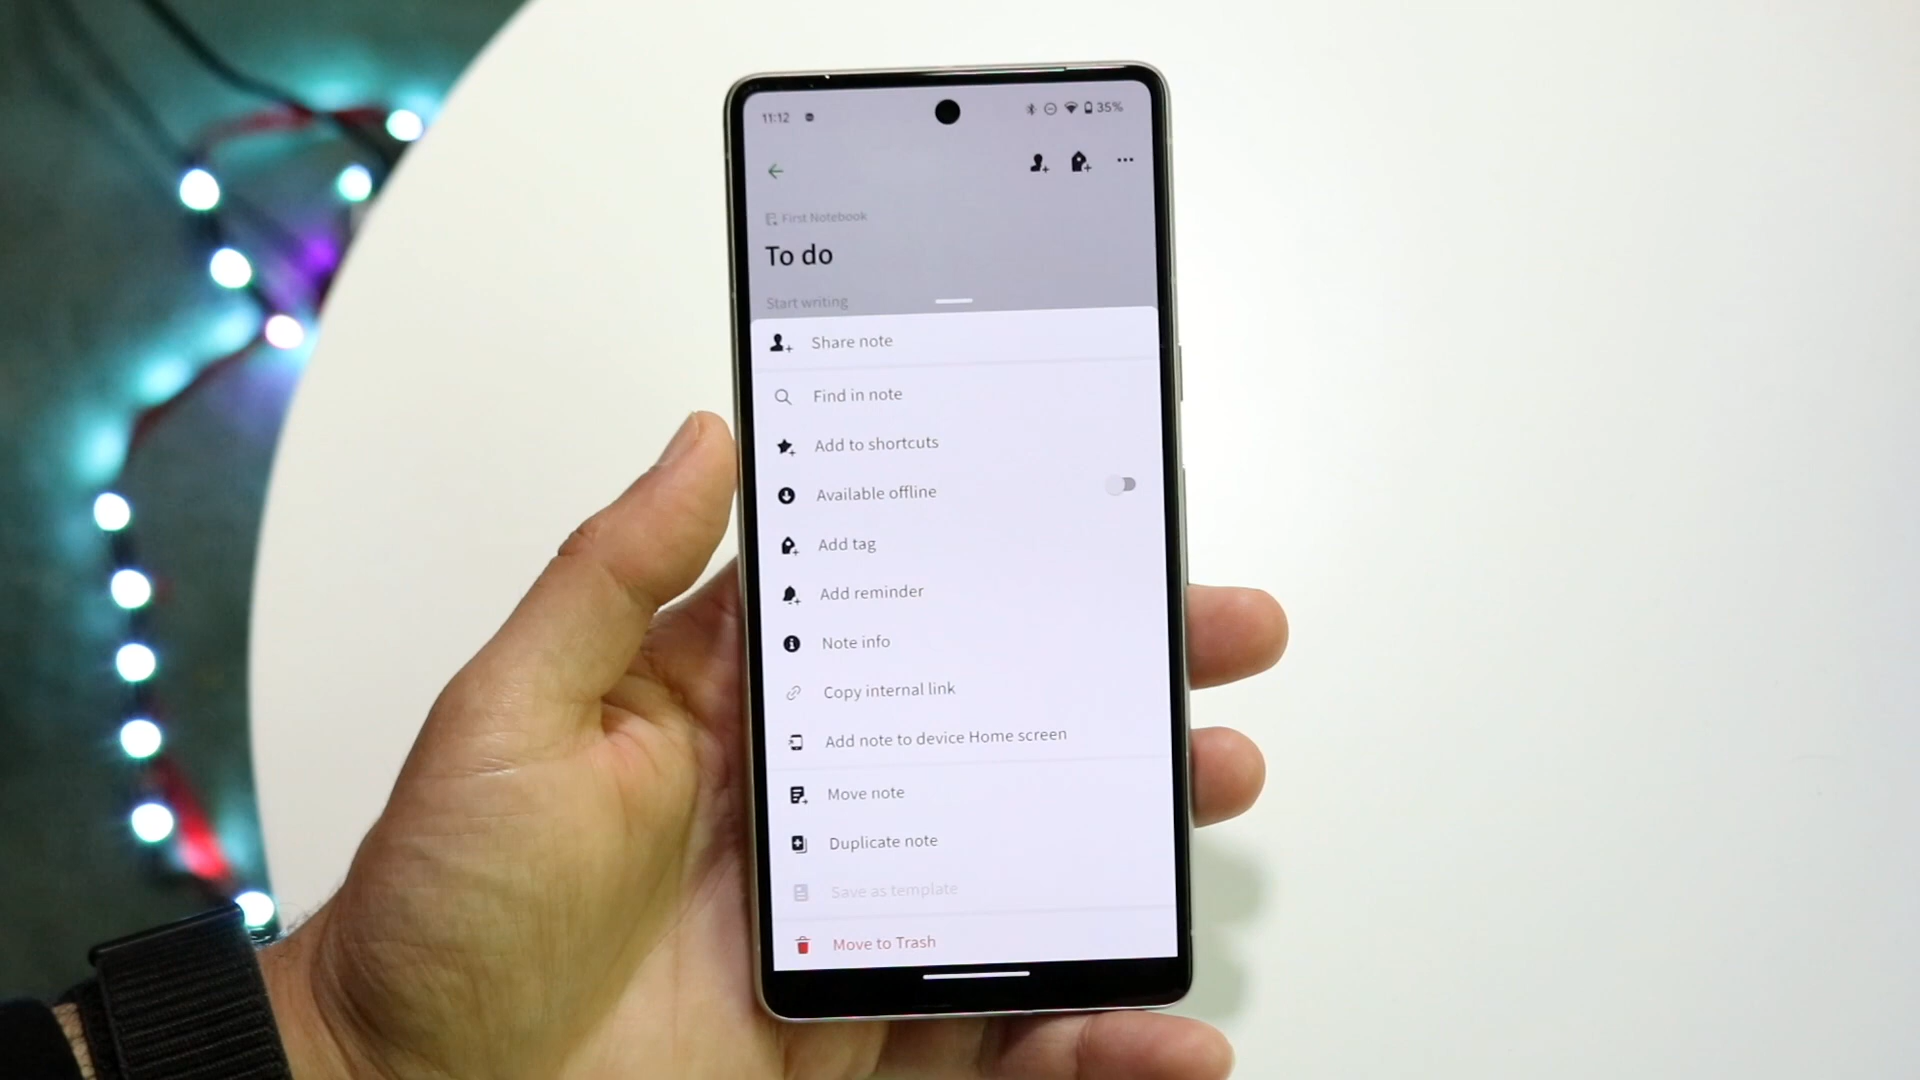 11:12 35%
First Notebook
To do
Start writing
Share note
Find in note
Add to shortcuts
Available offline
Add tag
Add reminder
Note info
Copy internal link
Add note to device Home screen
Move note
Duplicate note
Save as template
Move to Trash